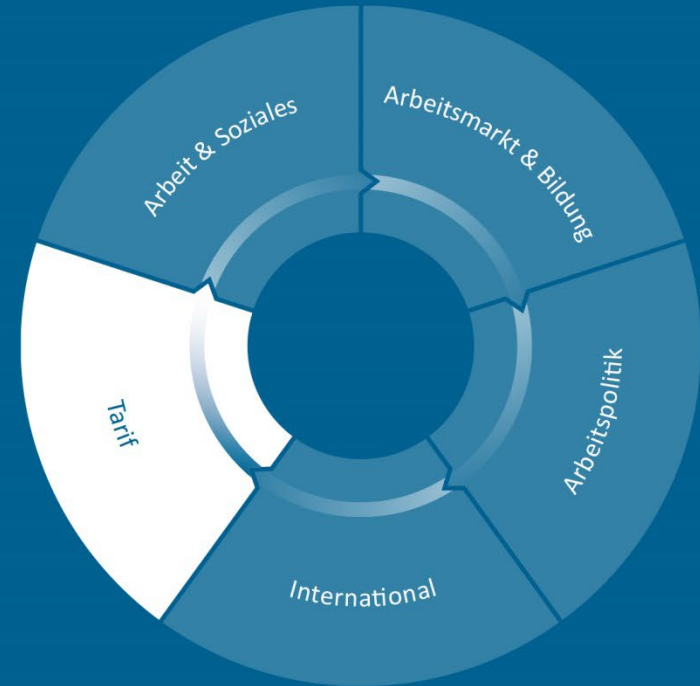 Arbeit & Soziales
Arbeitsmarkt & Bildung
Arbeitspolitik
International
Tarif